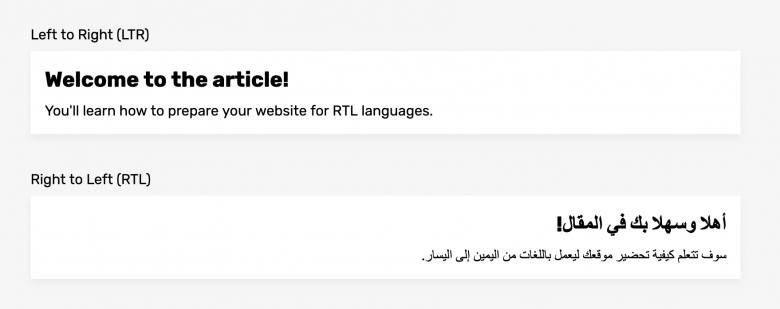 Left to Right (LTR)
Welcome to the article!
You'll learn how to prepare your website for RTL languages.
Right to Left (RTL)
أهلا وسهلا بك في المقال!
سوف تتعلم كيفية تحضير موقعك ليعمل باللغات من اليمين إلى اليسار.